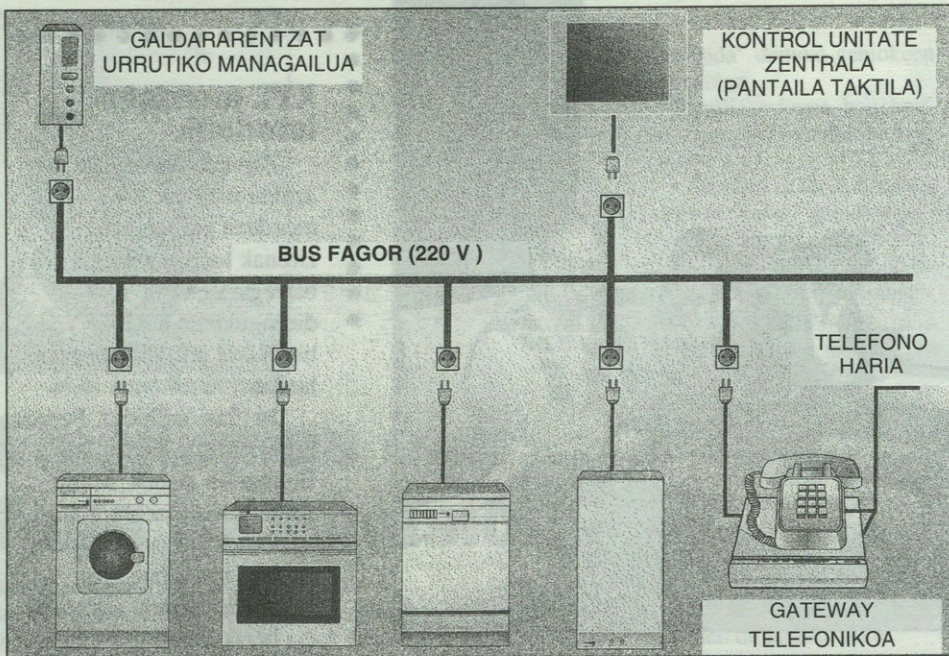 GALDARARENTZAT
URRUTIKO MANAGAILUA
KONTROL UNITATE
ZENTRALA
(PANTAILA TAKTILA)
BUS FAGOR (220 V )
TELEFONO
HARIA
GATEWAY
TELEFONIKOA